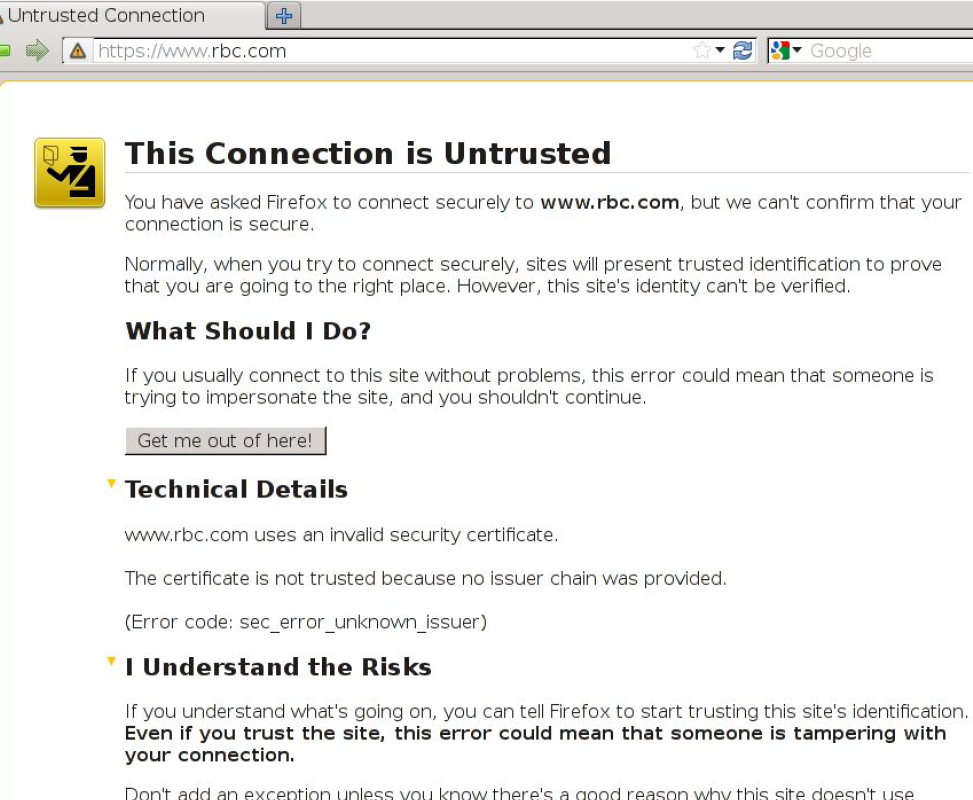 Untrusted Connection
https://www.rbc.com
Google
This Connection is Untrusted
You have asked Firefox to connect securely to www.rbc.com, but we can't confirm that your
connection is secure.
Normally, when you try to connect securely, sites will present trusted identification to prove
that you are going to the right place. However, this site's identity can't be verified.
What Should I Do?
If you usually connect to this site without problems, this error could mean that someone is
trying to impersonate the site, and you shouldn't continue.
Get me out of here!
Technical Details
www.rbc.com uses an invalid security certificate.
The certificate is not trusted because no issuer chain was provided.
(Error code: sec_error_unknown_issuer)
I Understand the Risks
If you understand what's going on, you can tell Firefox to start trusting this site's identification.
Even if you trust the site, this error could mean that someone is tampering with
your connection.
Don't add an exception unless you know there's a good reason why this site doesn't use